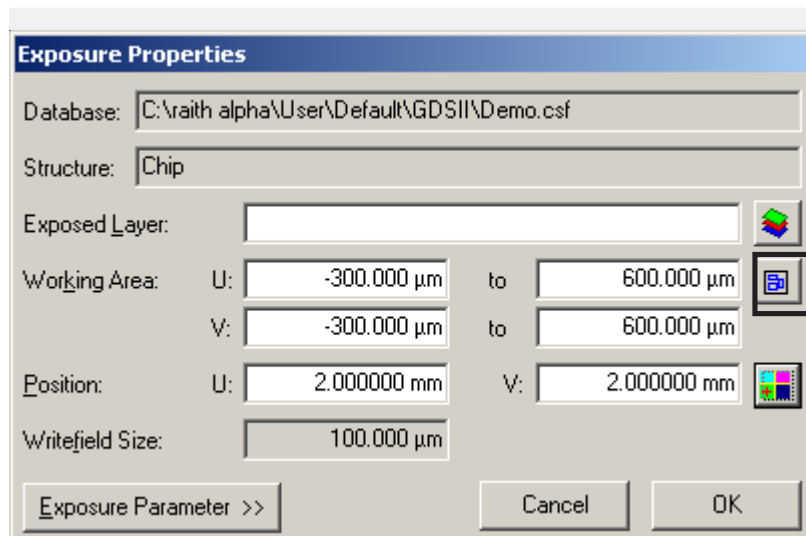 Exposure Properties
Database: C:\raith alpha\User\Default\GDSII\Demo.csf
Structure: Chip
Exposed Layer:
Working Area: U: -300.000 µm to 600.000 µm
V: -300.000 µm to 600.000 µm
Position: U: 2.000000 mm V: 2.000000 mm
Writefield Size: 100.000 µm
Exposure Parameter >> Cancel OK